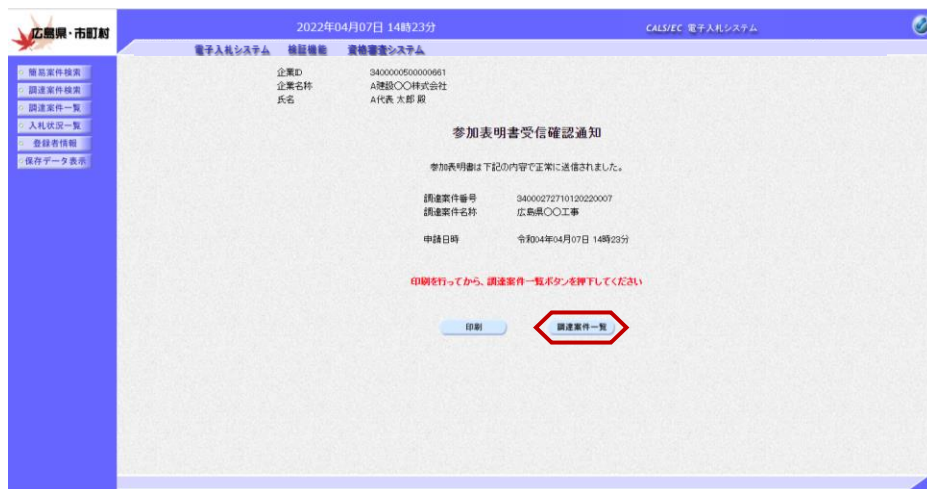 広島県・市町村
2022年04月07日 14時23分
CALS/EC 電子入札システム
電子入札システム 検証機能 資格審査システム
簡易案件検索
調達案件検索
調達案件一覧
入札状況一覧
登録者情報
保存データ表示
企業ID 3400000500000661
企業名称 A建設〇〇株式会社
氏名 A代表 太郎 殿
参加表明書受信確認通知
参加表明書は下記の内容で正常に送信されました。
調達案件番号 34000272710120220007
調達案件名称 広島県〇〇工事
申請日時 令和04年04月07日 14時23分
印刷を行ってから、調達案件一覧ボタンを押下してください
印刷
調達案件一覧